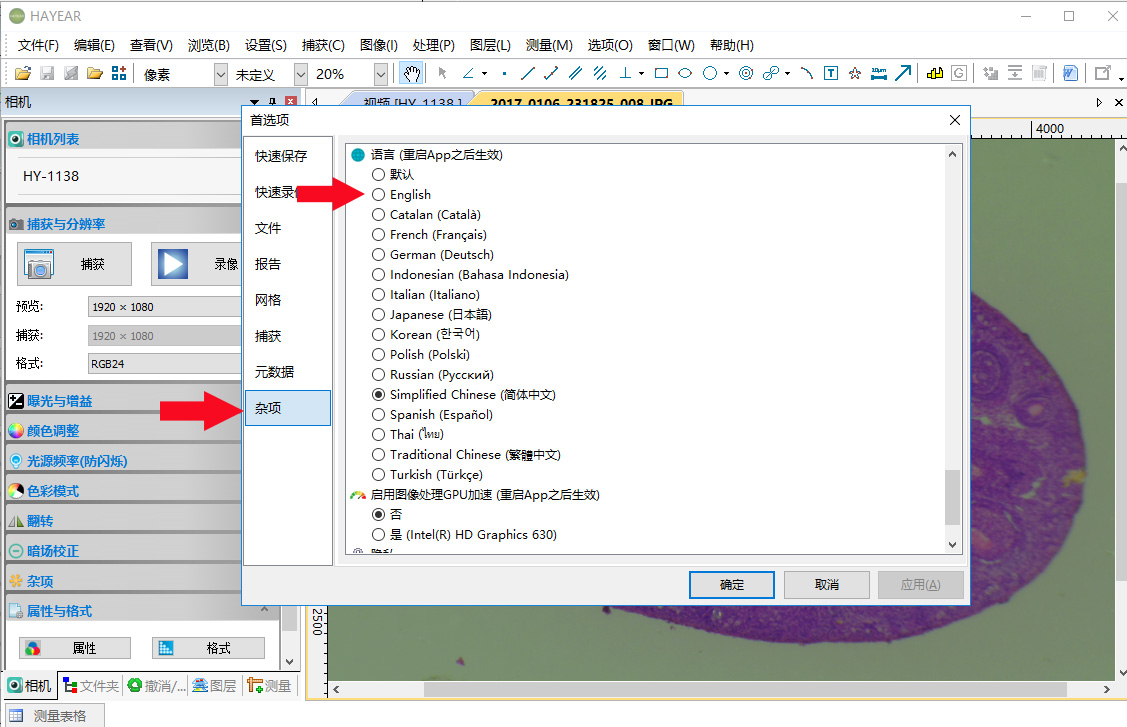 HAYEAR
文件(F) 编辑(E) 查看(V) 浏览(B) 设置(S) 捕获(C) 图像(I) 处理(P) 图层(L) 测量(M) 选项(O) 窗口(W) 帮助(H)
像素 未定义 20%
相机
视频 [HY-1138 ] 2017_0106_231825_008.JPG
4000
相机列表
HY-1138
捕获与分辨率
捕获 录像
预览: 1920 × 1080
捕获: 1920 × 1080
格式: RGB24
曝光与增益
颜色调整
光源频率(防闪烁)
色彩模式
翻转
暗场校正
杂项
属性与格式
属性 格式
相机 文件夹 撤消/... 图层 测量
测量表格
首选项
快速保存
快速录
文件
报告
网格
捕获
元数据
杂项
语言 (重启App之后生效)
默认
English
Catalan (Català)
French (Français)
German (Deutsch)
Indonesian (Bahasa Indonesia)
Italian (Italiano)
Japanese (日本語)
Korean (한국어)
Polish (Polski)
Russian (Русский)
Simplified Chinese (简体中文)
Spanish (Español)
Thai (ไทย)
Traditional Chinese (繁體中文)
Turkish (Türkçe)
启用图像处理GPU加速 (重启App之后生效)
否
是 (Intel(R) HD Graphics 630)
确定 取消 应用(A)
2500